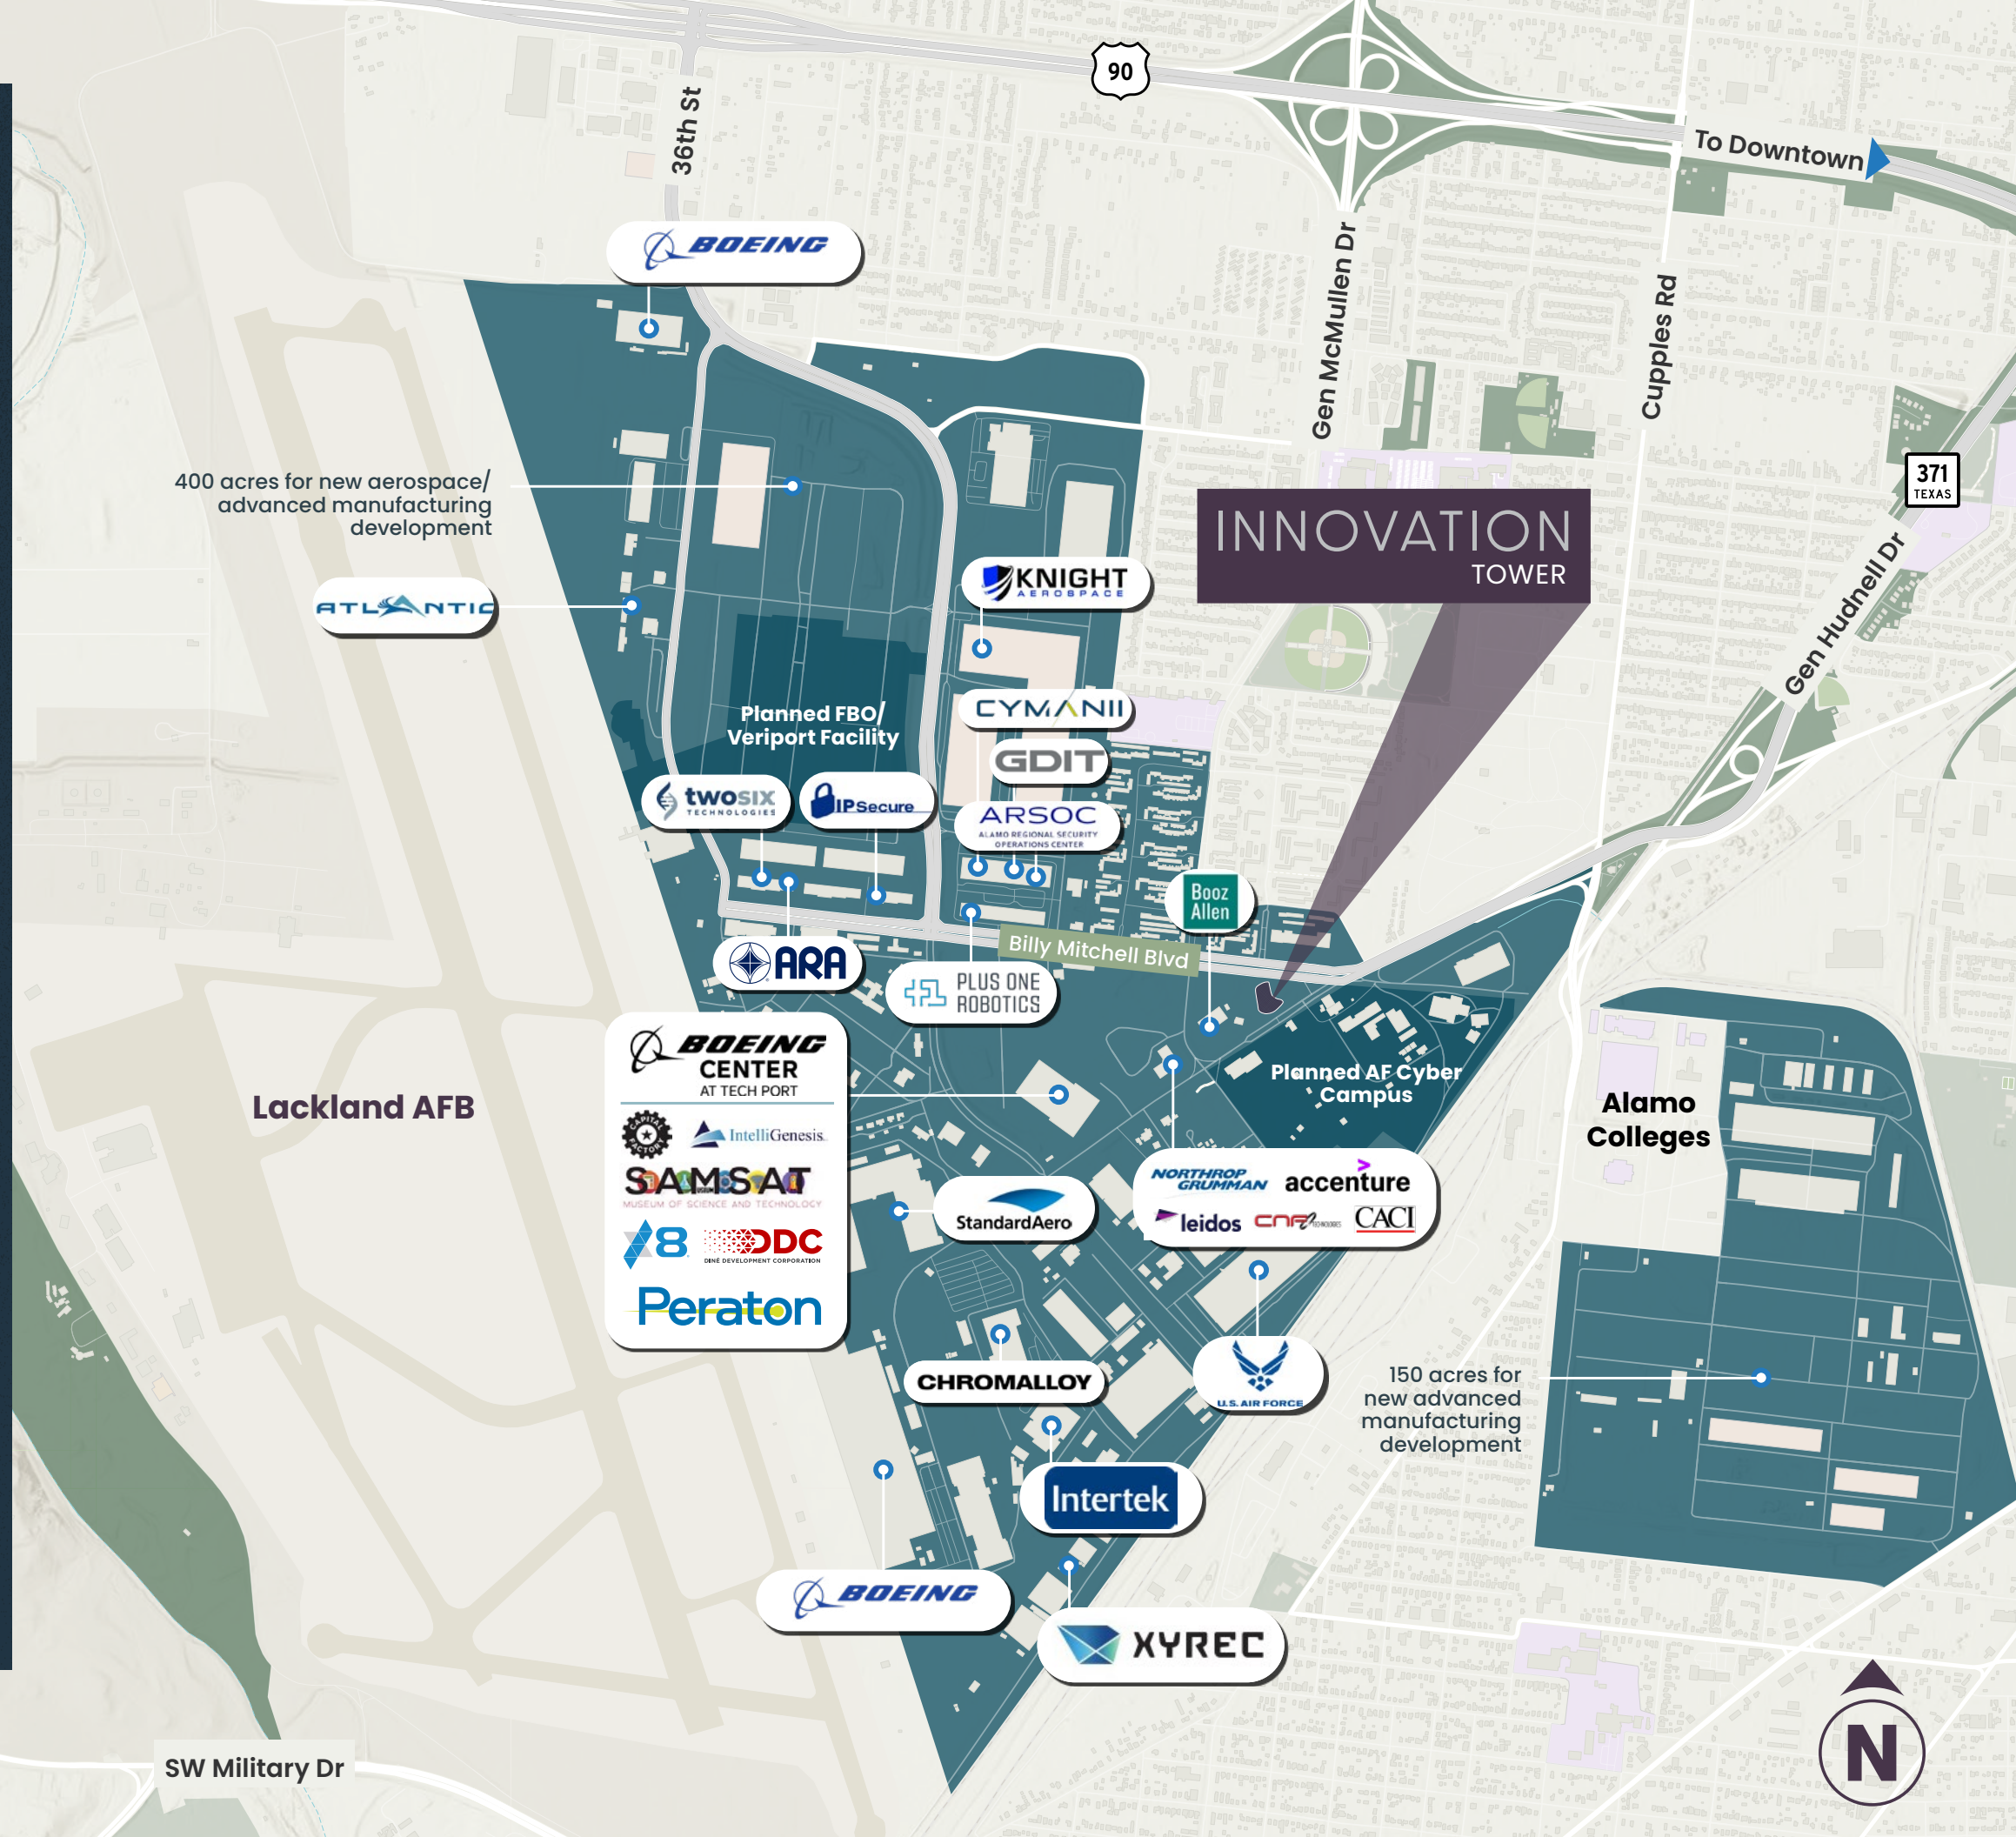 90
36th St
To Downtown
BOEING
Gen McMullen Dr
Cupples Rd
371
TEXAS
400 acres for new aerospace/
advanced manufacturing
development
INNOVATION
TOWER
Gen Hudnell Dr
ATLANTIC
KNIGHT
AEROSPACE
CYMANII
Planned FBO/
Veriport Facility
GDIT
twosix
TECHNOLOGIES
IPSecure
ARSOC
ALAMO REGIONAL SECURITY
OPERATIONS CENTER
Booz
Allen
Billy Mitchell Blvd
ARA
PLUS ONE
ROBOTICS
BOEING
CENTER
AT TECH PORT
CAPITAL
FACTORY
IntelliGenesis
SAMSAT
MUSEUM OF SCIENCE AND TECHNOLOGY
X8
DDC
DINÉ DEVELOPMENT CORPORATION
Peraton
Lackland AFB
Planned AF Cyber
Campus
Alamo
Colleges
NORTHROP
GRUMMAN
accenture
leidos
CNF TECHNOLOGIES
CACI
StandardAero
CHROMALLOY
U.S. AIR FORCE
150 acres for
new advanced
manufacturing
development
Intertek
BOEING
XYREC
SW Military Dr
N